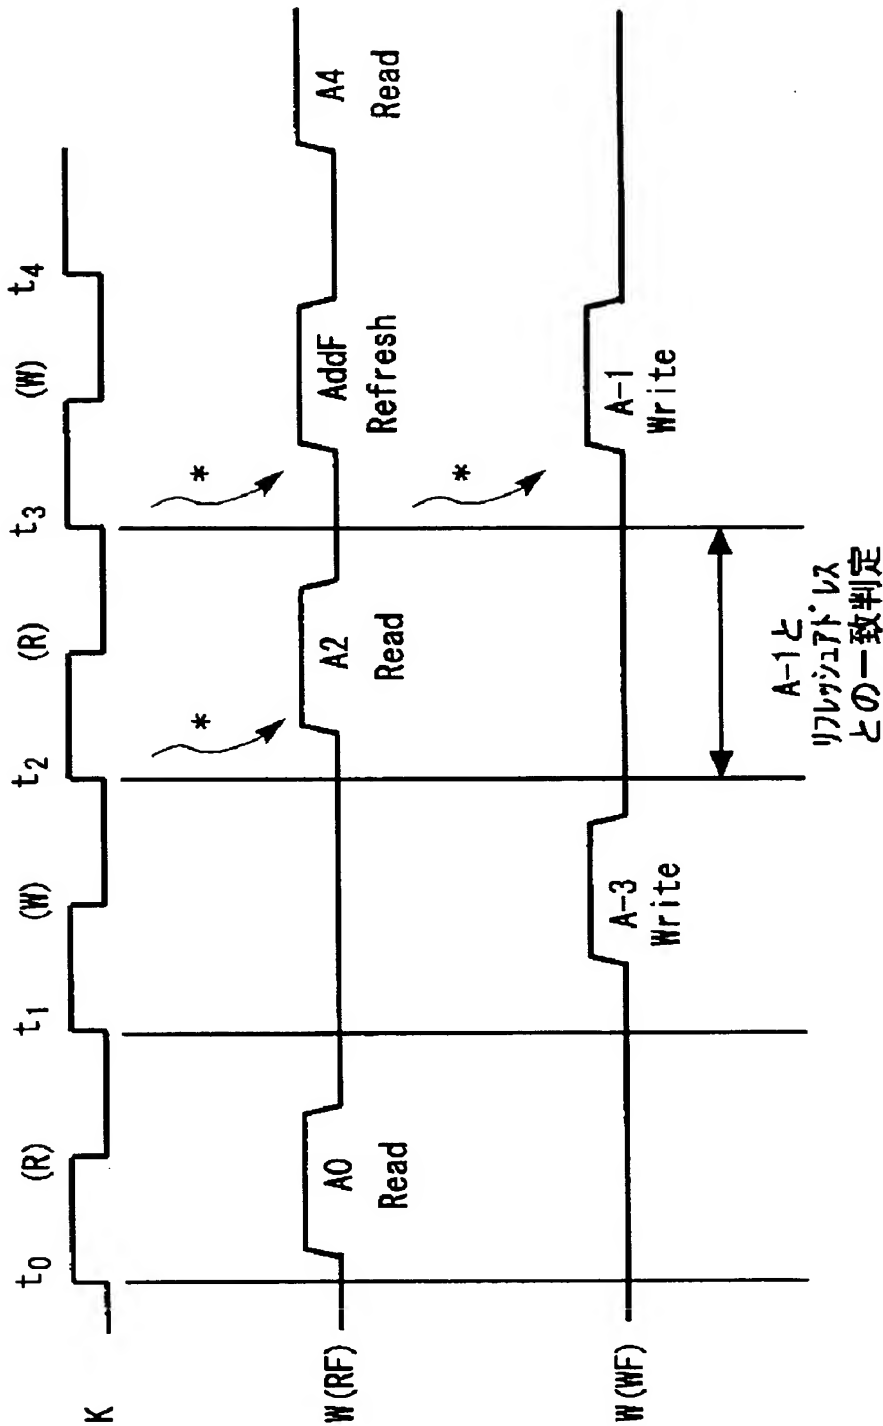 t0 (R) t1 (W) t2 (R) t3 (W) t4
K
* *
W(RF)
A0 A2 AddF A4
Read Read Refresh Read
*
W(WF)
A-3 A-1
Write Write
A-1と
リフレッシュアドレス
との一致判定